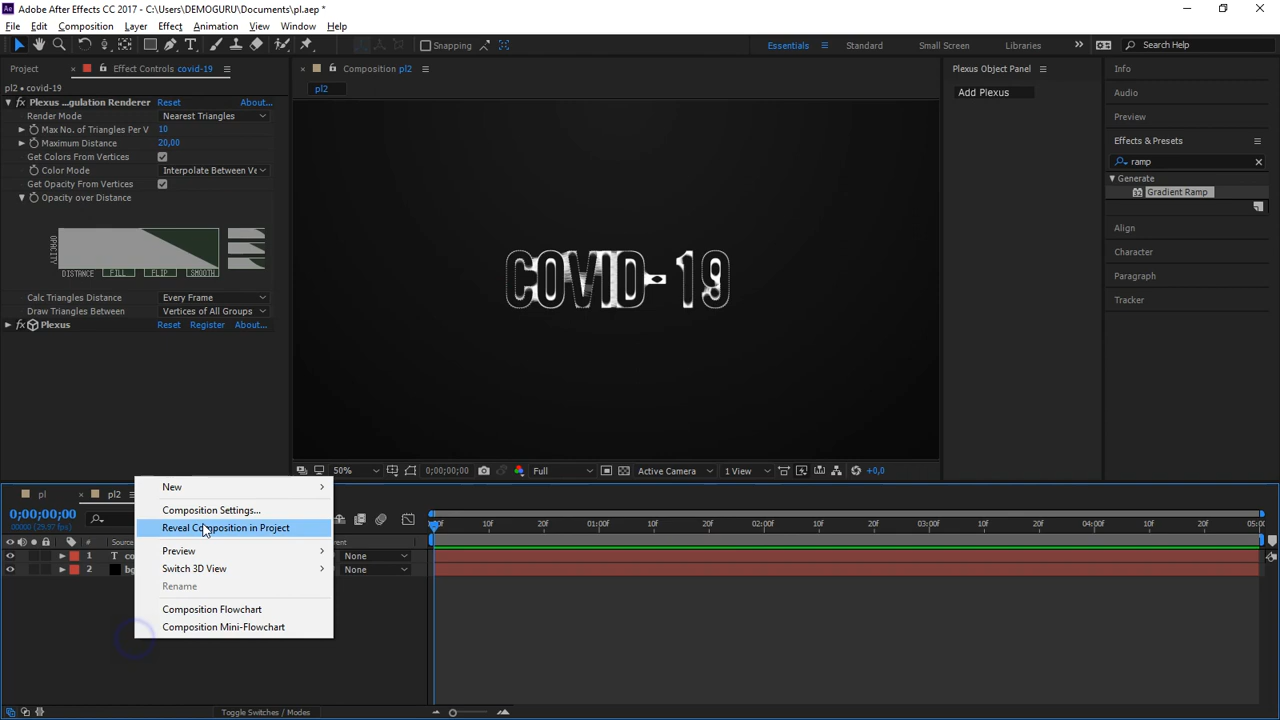 Adobe After Effects CC 2017 - C:\Users\DEMOGURU\Documents\pl.aep *
File Edit Composition Layer Effect Animation View Window Help
Snapping Essentials Standard Small Screen Libraries Search Help
Project Effect Controls covid-19 Composition pl2 Plexus Object Panel Info
pl2 • covid-19 pl2 Add Plexus Audio
Plexus ...gulation Renderer Reset About... Preview
Render Mode Nearest Triangles
Max No. of Triangles Per V 10 Effects & Presets
Maximum Distance 20,00
Get Colors From Vertices ramp
Color Mode Interpolate Between Ve
Get Opacity From Vertices Generate
Opacity over Distance Gradient Ramp
OPACITY
DISTANCE FILL FLIP SMOOTH
COVID-19
Align
Character
Paragraph
Tracker
Calc Triangles Distance Every Frame
Draw Triangles Between Vertices of All Groups
Plexus Reset Register About...
50% 0;00;00;00 Full Active Camera 1 View +0,0
pl pl2
0;00;00;00
00000 (29.97 fps)
10f 20f 01:00f 10f 20f 02:00f 10f 20f 03:00f 10f 20f 04:00f 10f 20f 05:0
# Sourc
1 T co None
2 bg None
New
Composition Settings...
Reveal Composition in Project
Preview
Switch 3D View
Rename
Composition Flowchart
Composition Mini-Flowchart
Toggle Switches / Modes